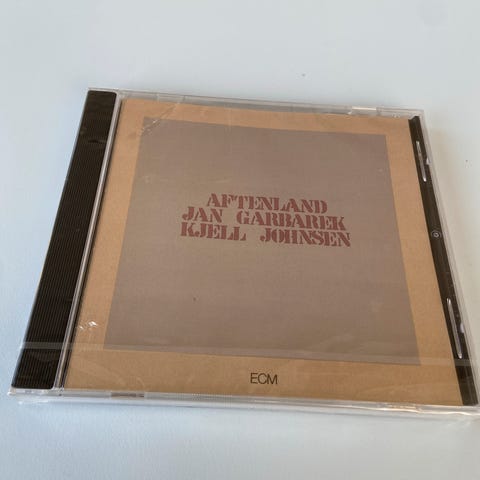 AFTENLAND
JAN GARBAREK
KJELL JOHNSEN
ECM